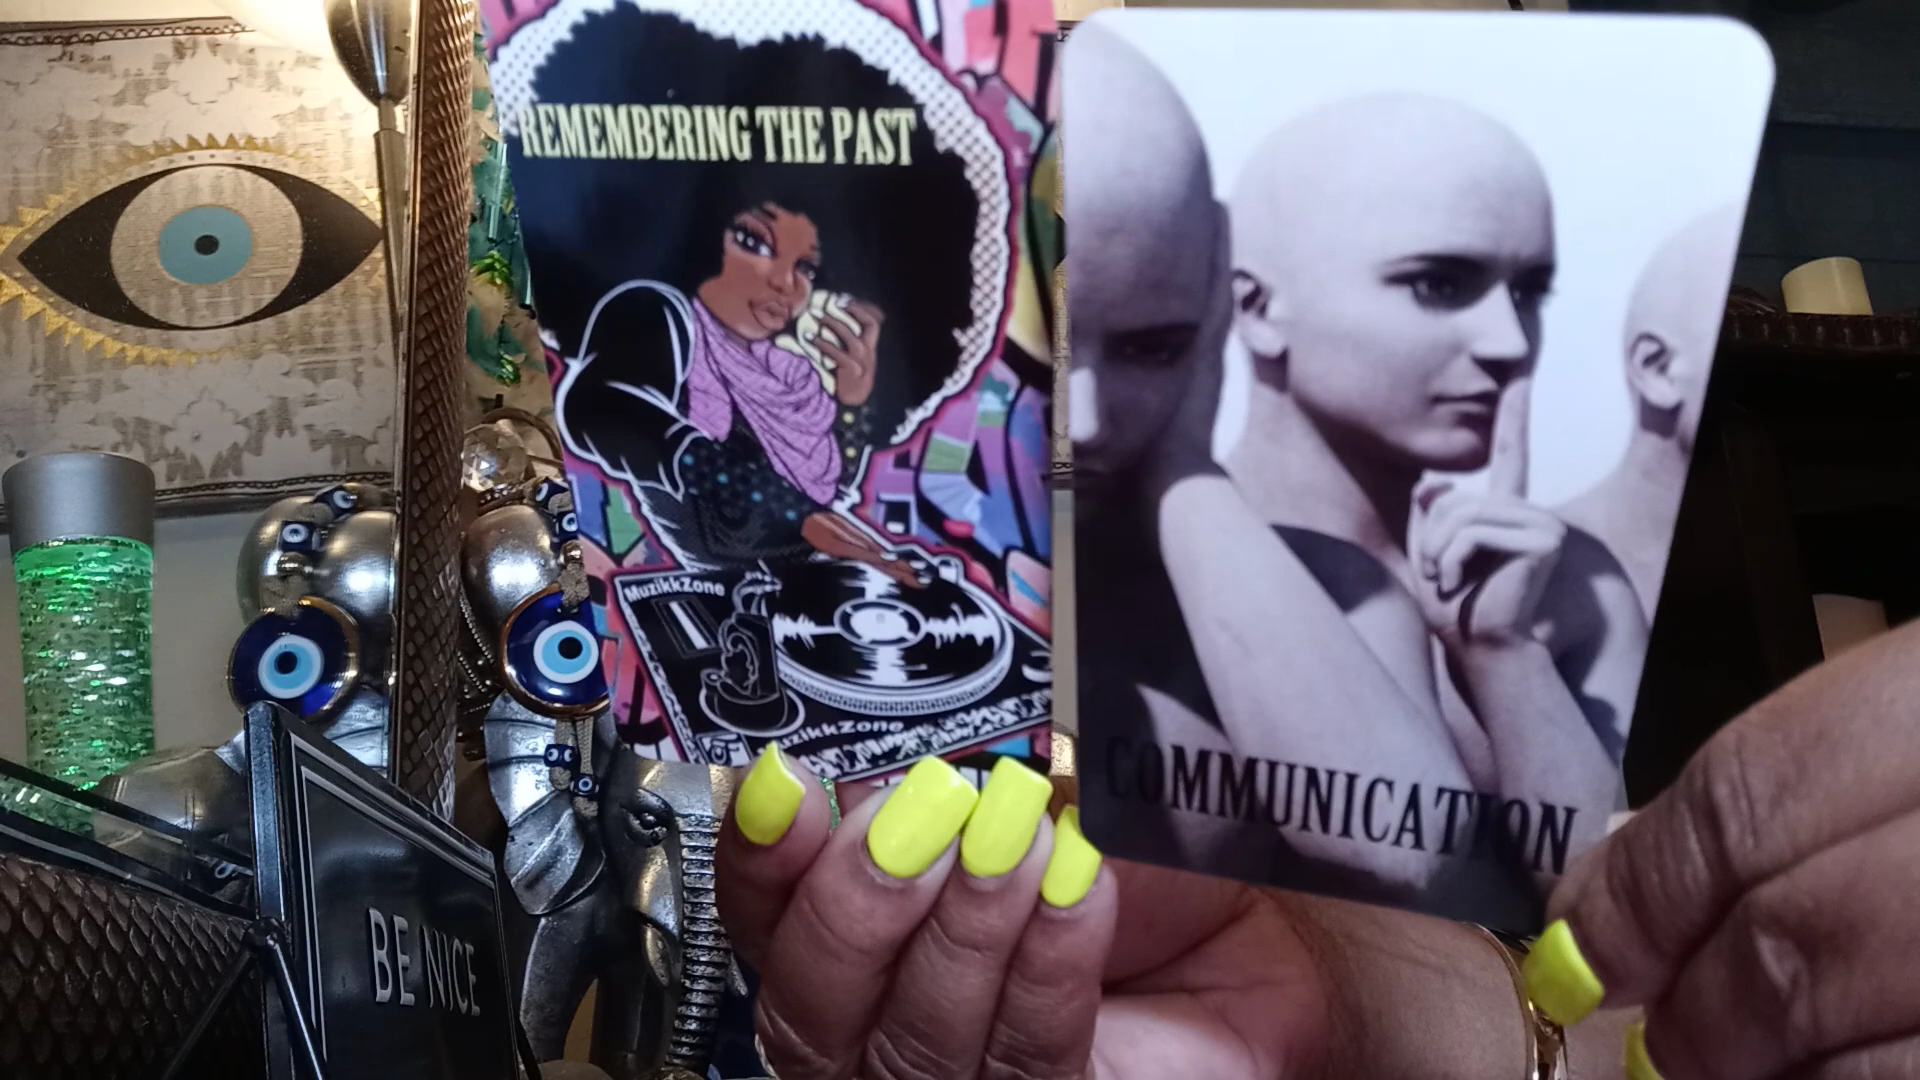 REMEMBERING THE PAST
MuzikkZone
MuzikkZone
COMMUNICATION
BE NICE